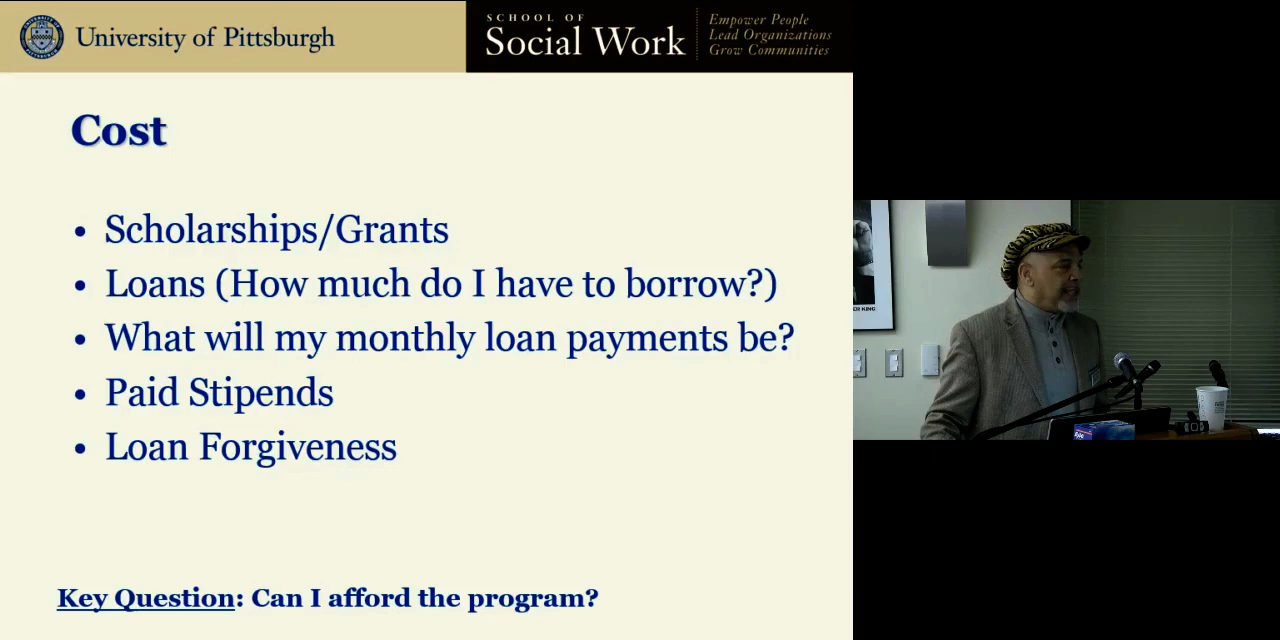 University of Pittsburgh
SCHOOL OF
Social Work
Empower People
Lead Organizations
Grow Communities
Cost
• Scholarships/Grants
• Loans (How much do I have to borrow?)
• What will my monthly loan payments be?
• Paid Stipends
• Loan Forgiveness
Key Question: Can I afford the program?
ER KING